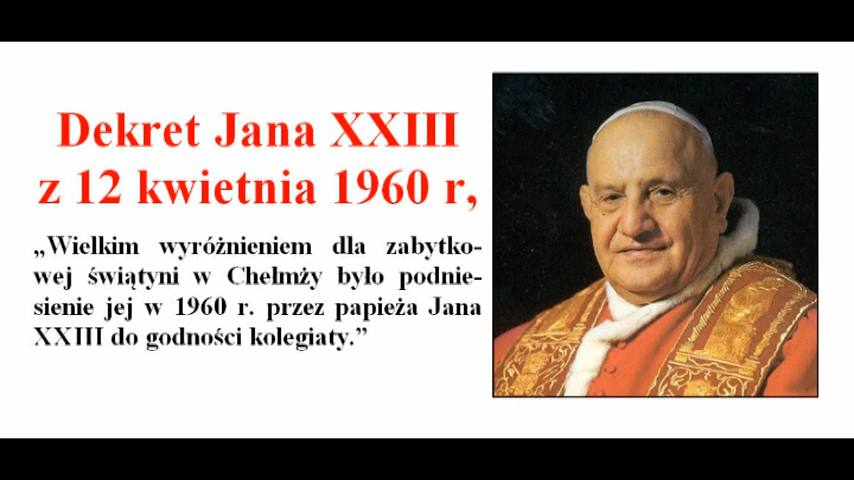 Dekret Jana XXIII
z 12 kwietnia 1960 r,
„Wielkim wyróżnieniem dla zabytko-
wej świątyni w Chełmży było podnie-
sienie jej w 1960 r. przez papieża Jana
XXIII do godności kolegiaty.”